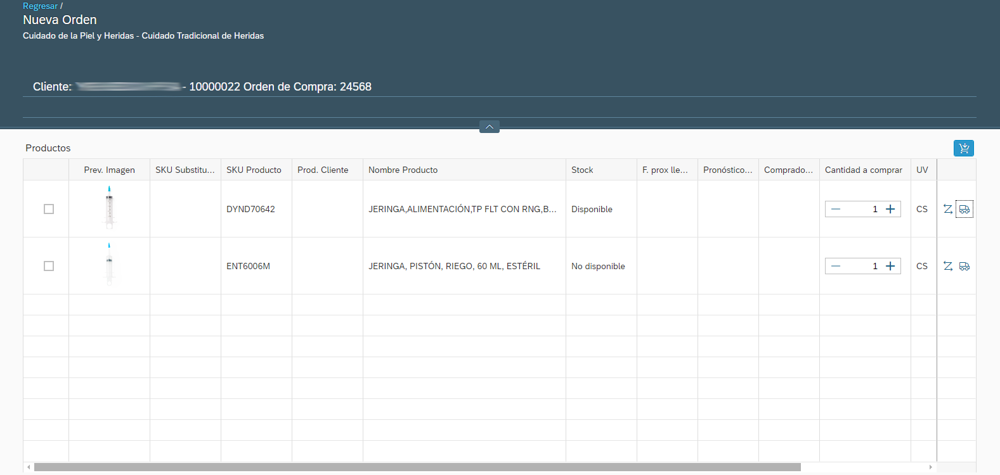 Regresar /
Nueva Orden
Cuidado de la Piel y Heridas - Cuidado Tradicional de Heridas
Cliente: - 10000022 Orden de Compra: 24568
Productos
Prev. Imagen SKU Substitu... SKU Producto Prod. Cliente Nombre Producto Stock F. prox lle... Pronóstico... Comprado... Cantidad a comprar UV
DYND70642 JERINGA,ALIMENTACIÓN,TP FLT CON RNG,B... Disponible 1 CS
ENT6006M JERINGA, PISTÓN, RIEGO, 60 ML, ESTÉRIL No disponible 1 CS